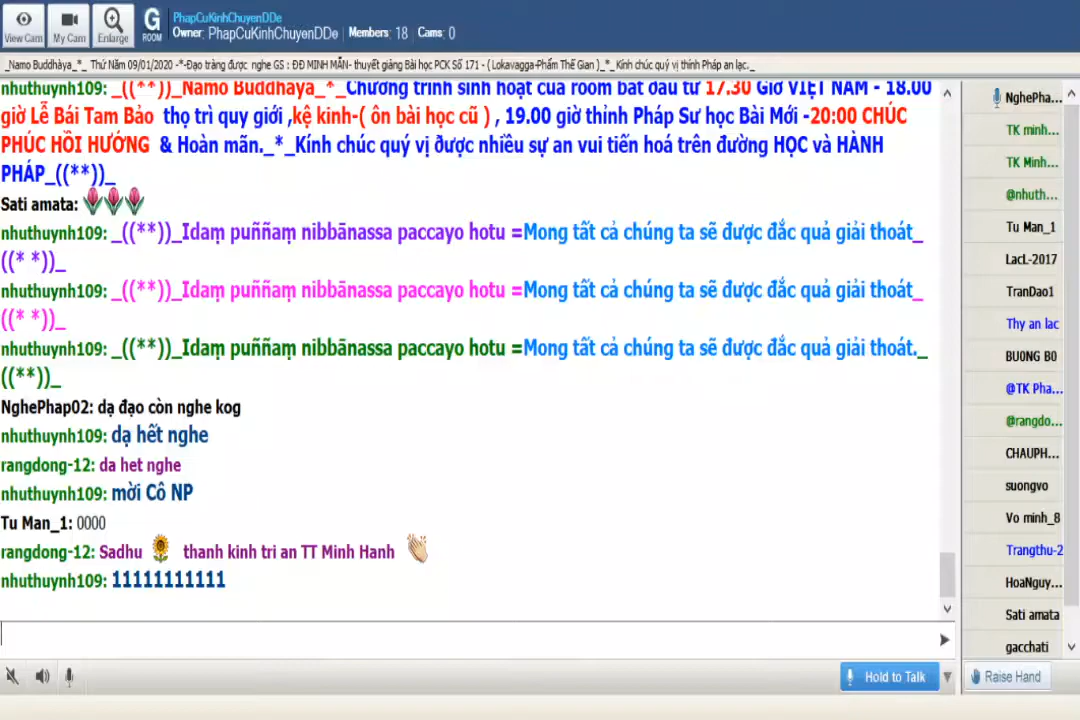 PhapCuKinhChuyenDDe
View Cam My Cam Enlarge G ROOM Owner: PhapCuKinhChuyenDDe Members: 18 Cams: 0
_Namo Buddhàya_*_ Thứ Năm 09/01/2020 -*-Đạo tràng được nghe GS : ĐĐ MINH MẪN- thuyết giảng Bài học PCK Số 171 - ( Lokavagga-Phẩm Thế Gian )_*_Kính chúc quý vị thính Pháp an lạc._*
nhuthuynh109: _((**))_Namo Buddhaya_*_Chương trình sinh hoạt của room bắt đầu từ 17.30 Giờ VIỆT NAM - 18.00
giờ Lễ Bái Tam Bảo thọ trì quy giới ,kệ kinh-( ôn bài học cũ ) , 19.00 giờ thỉnh Pháp Sư học Bài Mới -20:00 CHÚC
PHÚC HỒI HƯỚNG & Hoàn mãn._*_Kính chúc quý vị được nhiều sự an vui tiến hoá trên đường HỌC và HÀNH
PHÁP_((**))_
Sati amata:
nhuthuynh109: _((**))_Idaṃ puññaṃ nibbānassa paccayo hotu =Mong tất cả chúng ta sẽ được đắc quả giải thoát_
((* *))_
nhuthuynh109: _((**))_Idaṃ puññaṃ nibbānassa paccayo hotu =Mong tất cả chúng ta sẽ được đắc quả giải thoát_
((* *))_
nhuthuynh109: _((**))_Idaṃ puññaṃ nibbānassa paccayo hotu =Mong tất cả chúng ta sẽ được đắc quả giải thoát._
((**))_
NghePhap02: dạ đạo còn nghe kog
nhuthuynh109: dạ hết nghe
rangdong-12: da het nghe
nhuthuynh109: mời Cô NP
Tu Man_1: 0000
rangdong-12: Sadhu thanh kinh tri an TT Minh Hanh
nhuthuynh109: 11111111111
Hold to Talk
NghePha...
TK minh...
TK Minh...
@nhuth...
Tu Man_1
LacL-2017
TranDao1
Thy an lac
BU0NG B0
@TK Pha...
@rangdo...
CHAUPH...
suongvo
Vo minh_8
Trangthu-2
HoaNguy...
Sati amata
gacchati
Raise Hand